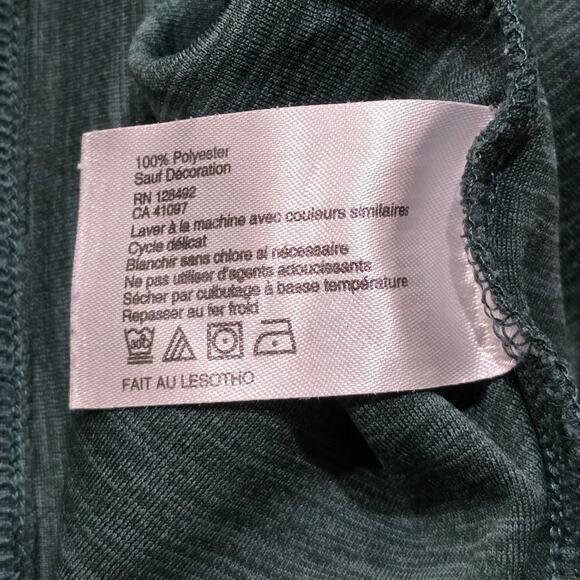 100% Polyester
Sauf Décoration
RN 128492
CA 41097
Laver à la machine avec couleurs similaires
Cycle délicat
Blanchir sans chlore si nécessaire
Ne pas utiliser d'agents adoucissants
Sécher par culbutage à basse température
Repasser au fer froid
FAIT AU LESOTHO